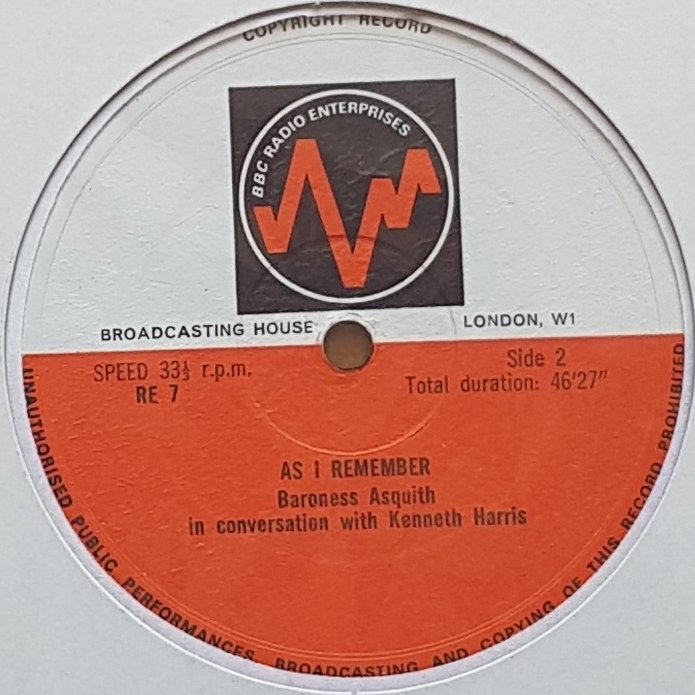 COPYRIGHT RECORD
BBC RADIO ENTERPRISES
BROADCASTING HOUSE LONDON, W1
SPEED 33⅓ r.p.m. Side 2
RE 7 Total duration: 46'27"
AS I REMEMBER
Baroness Asquith
in conversation with Kenneth Harris
UNAUTHORISED PUBLIC PERFORMANCES, BROADCASTING AND COPYING OF THIS RECORD PROHIBITED